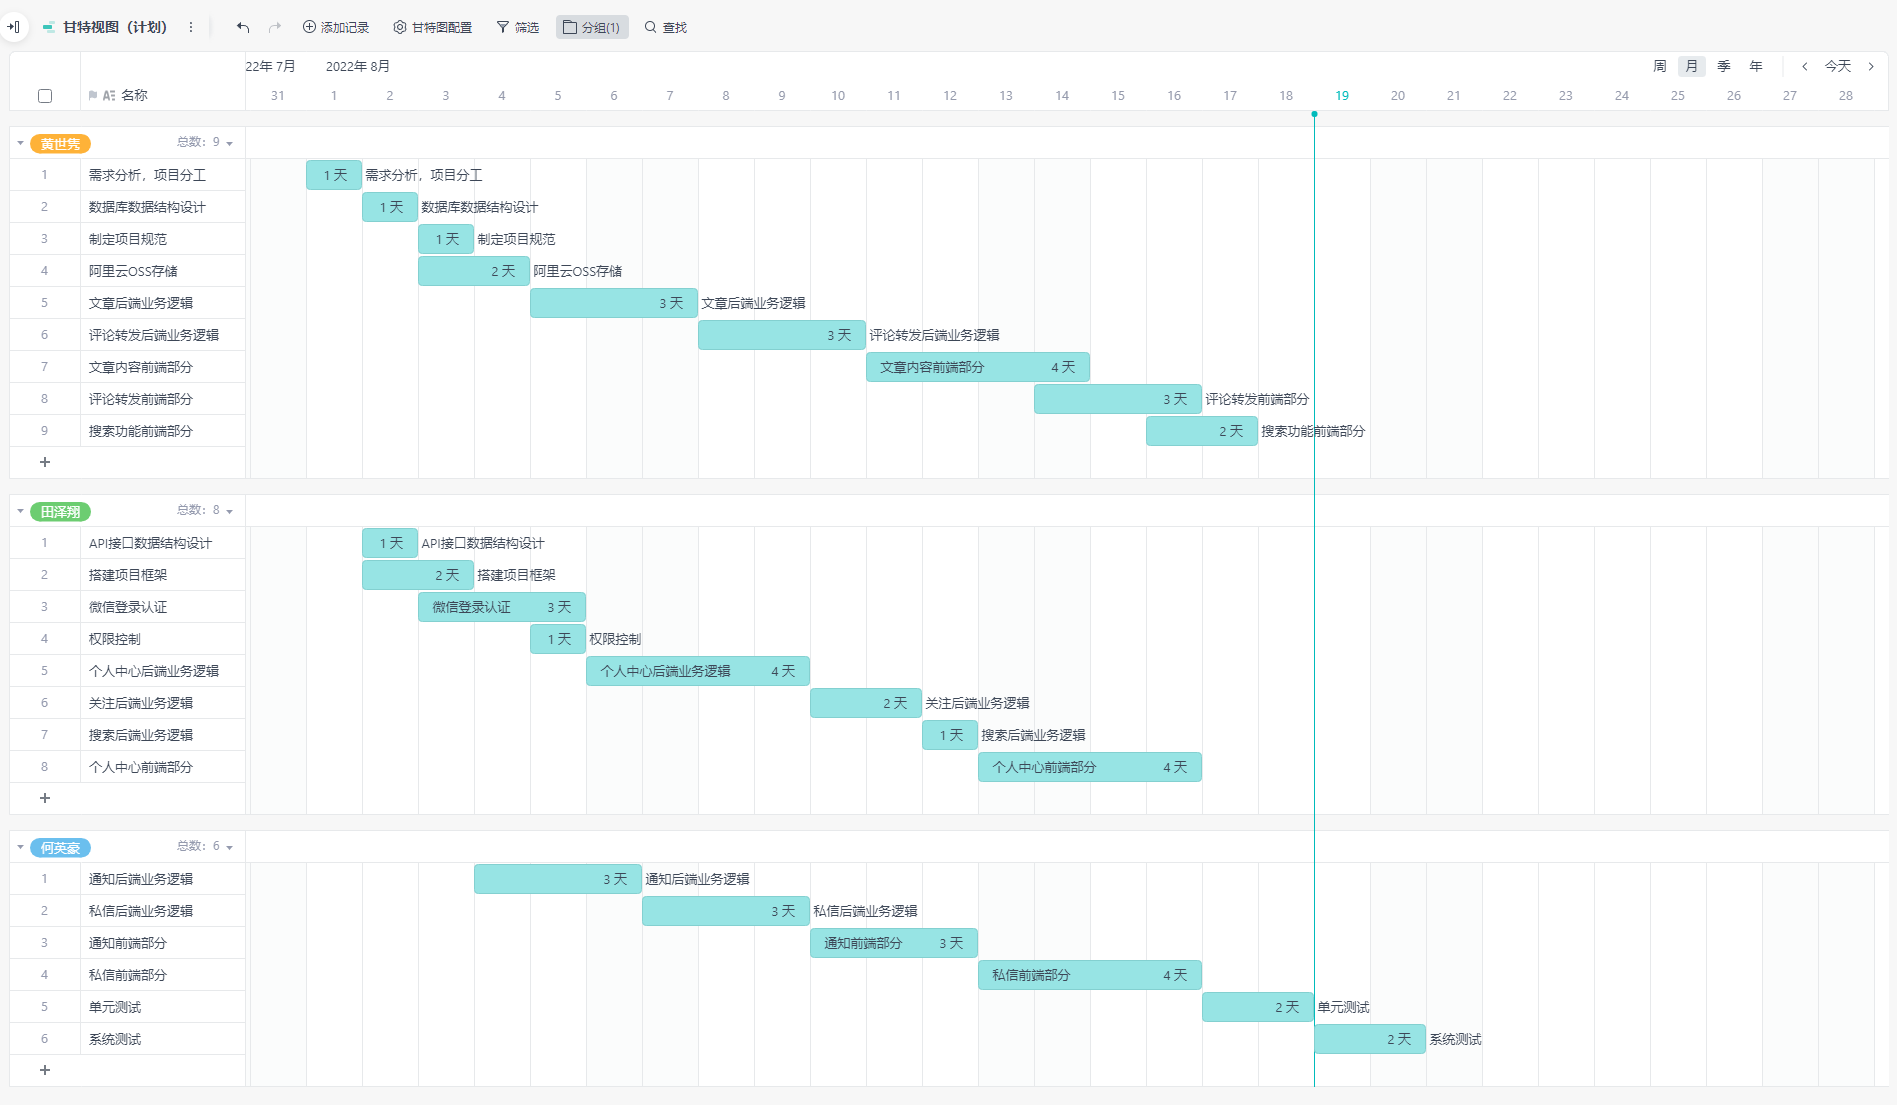 甘特视图（计划） 添加记录 甘特图配置 筛选 分组(1) 查找
22年 7月 2022年 8月 周 月 季 年 今天
名称 31 1 2 3 4 5 6 7 8 9 10 11 12 13 14 15 16 17 18 19 20 21 22 23 24 25 26 27 28
黄世隽 总数：9
1 需求分析，项目分工 1 天 需求分析，项目分工
2 数据库数据结构设计 1 天 数据库数据结构设计
3 制定项目规范 1 天 制定项目规范
4 阿里云OSS存储 2 天 阿里云OSS存储
5 文章后端业务逻辑 3 天 文章后端业务逻辑
6 评论转发后端业务逻辑 3 天 评论转发后端业务逻辑
7 文章内容前端部分 文章内容前端部分 4 天
8 评论转发前端部分 3 天 评论转发前端部分
9 搜索功能前端部分 2 天 搜索功能前端部分
田泽翔 总数：8
1 API接口数据结构设计 1 天 API接口数据结构设计
2 搭建项目框架 2 天 搭建项目框架
3 微信登录认证 微信登录认证 3 天
4 权限控制 1 天 权限控制
5 个人中心后端业务逻辑 个人中心后端业务逻辑 4 天
6 关注后端业务逻辑 2 天 关注后端业务逻辑
7 搜索后端业务逻辑 1 天 搜索后端业务逻辑
8 个人中心前端部分 个人中心前端部分 4 天
何英豪 总数：6
1 通知后端业务逻辑 3 天 通知后端业务逻辑
2 私信后端业务逻辑 3 天 私信后端业务逻辑
3 通知前端部分 通知前端部分 3 天
4 私信前端部分 私信前端部分 4 天
5 单元测试 2 天 单元测试
6 系统测试 2 天 系统测试